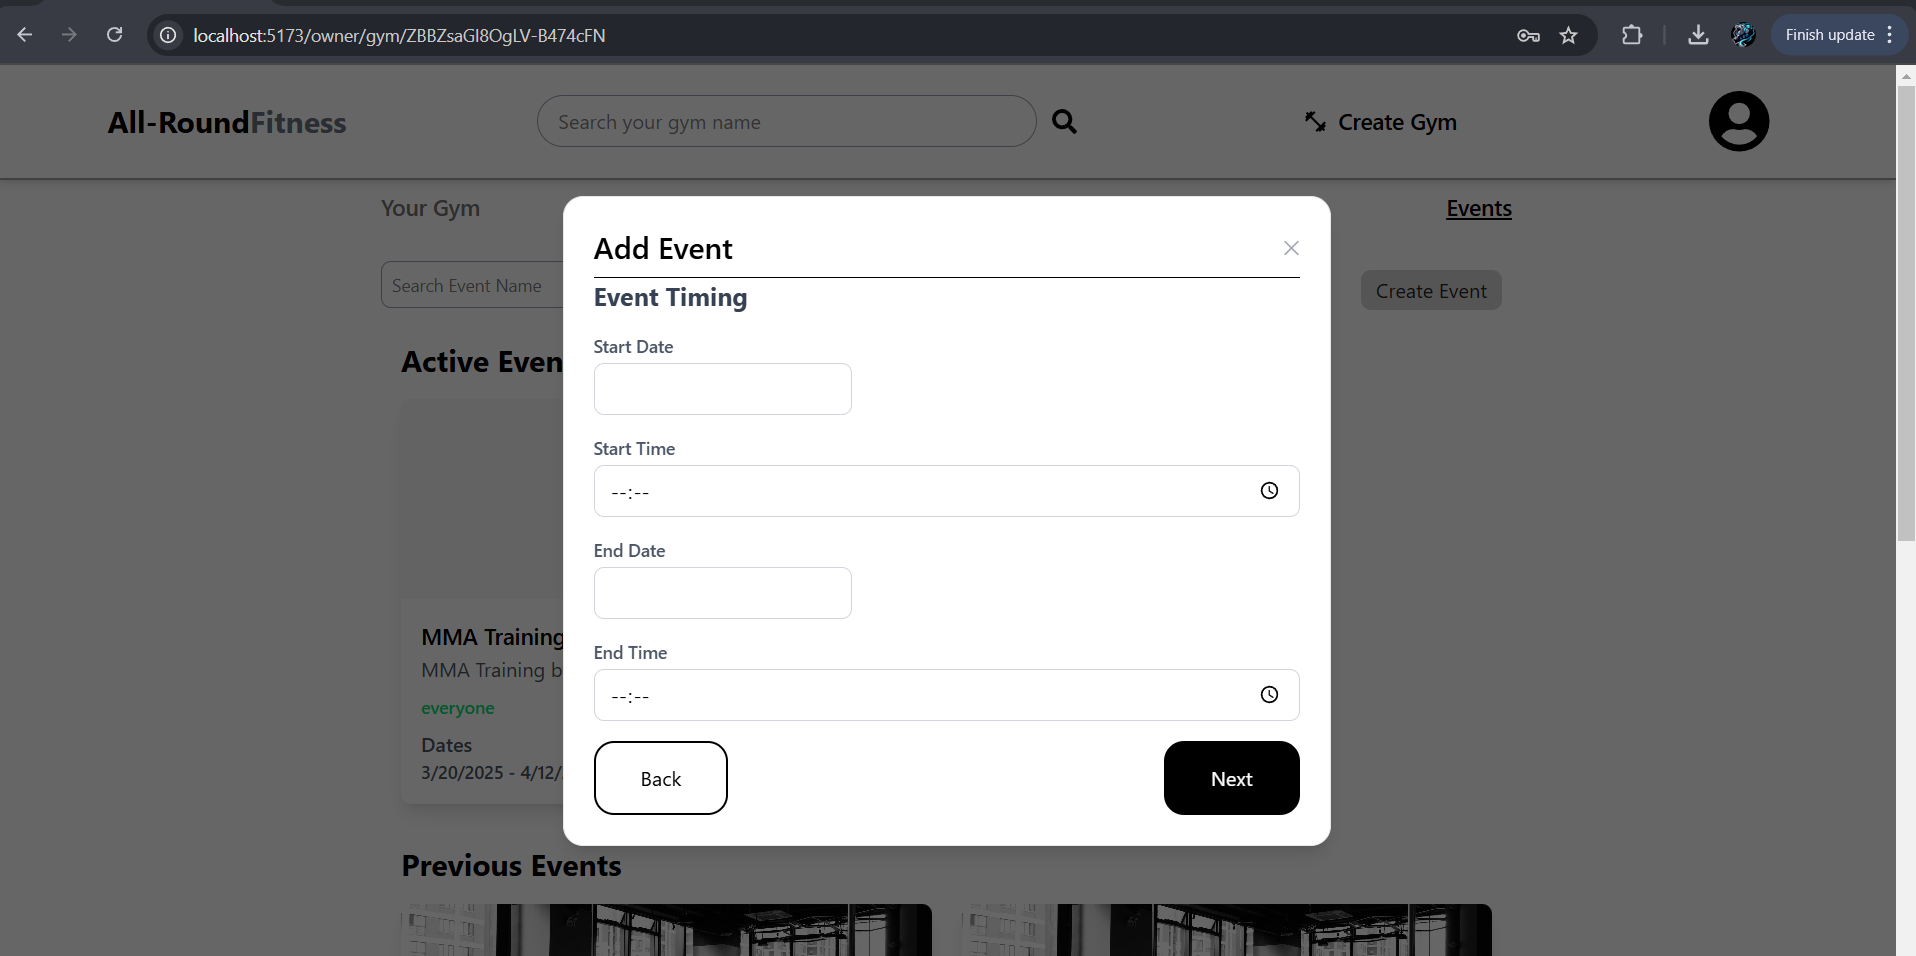 localhost:5173/owner/gym/ZBBZsaGI8OgLV-B474cFN
Finish update
All-RoundFitness
Search your gym name
Create Gym
Your Gym
Events
Search Event Name
Create Event
Active Even
MMA Training
MMA Training b
everyone
Dates
3/20/2025 - 4/12/
Add Event
Event Timing
Start Date
Start Time
--:--
End Date
End Time
--:--
Back
Next
Previous Events